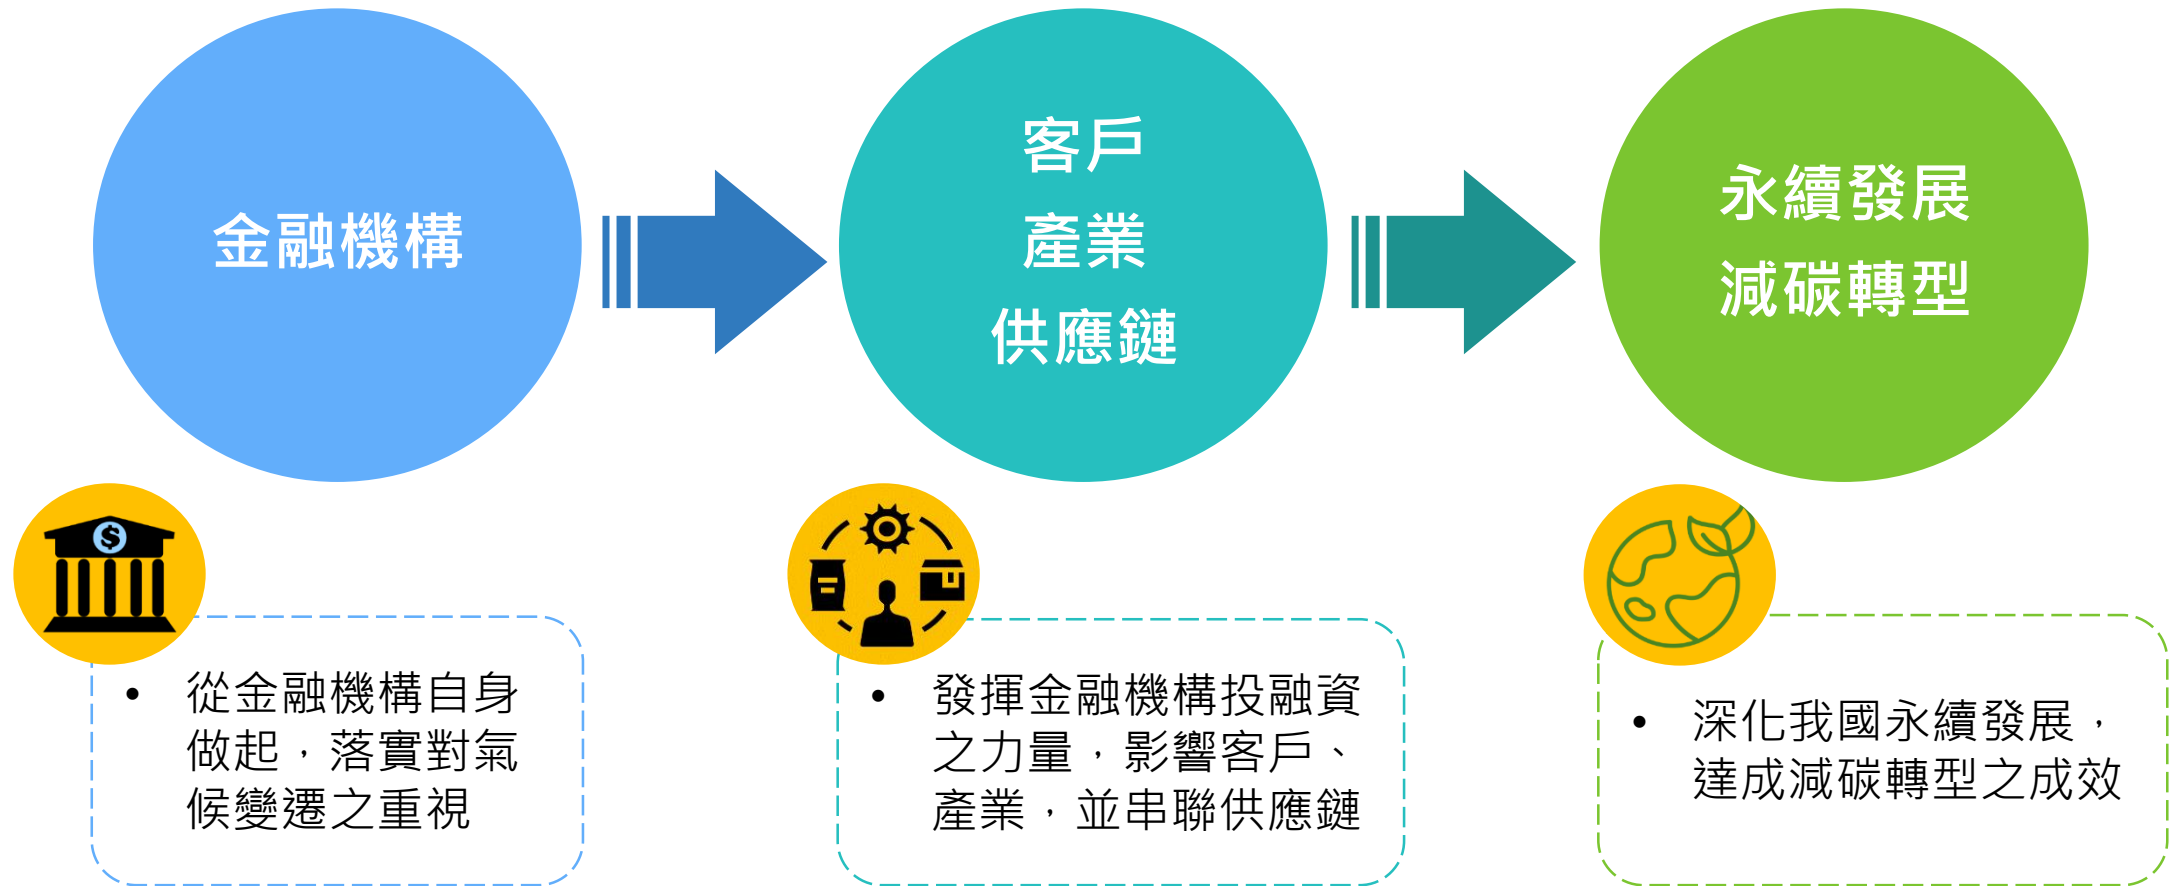 金融機構
客戶
產業
供應鏈
永續發展
減碳轉型
$
• 從金融機構自身
做起，落實對氣
候變遷之重視
• 發揮金融機構投融資
之力量，影響客戶、
產業，並串聯供應鏈
• 深化我國永續發展，
達成減碳轉型之成效